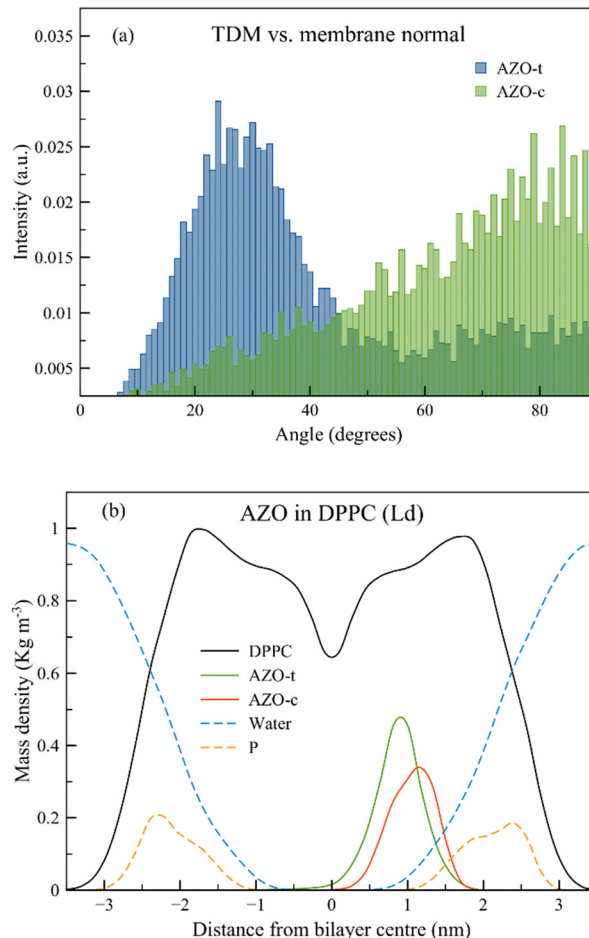 (a) TDM vs. membrane normal
AZO-t
AZO-c
Intensity (a.u.)
0.035
0.03
0.025
0.02
0.015
0.01
0.005
0 20 40 60 80
Angle (degrees)
(b) AZO in DPPC (Ld)
Mass density (Kg m⁻³)
1
0.8
0.6
0.4
0.2
0
DPPC
AZO-t
AZO-c
Water
P
−3 −2 −1 0 1 2 3
Distance from bilayer centre (nm)